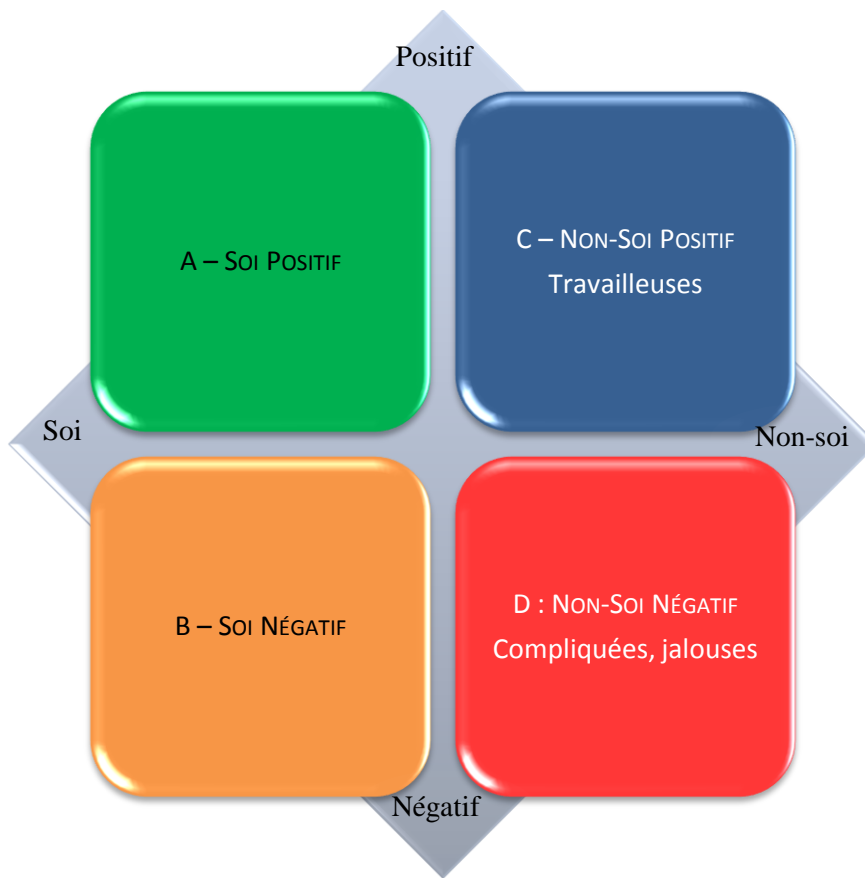 Positif
A – Soi Positif
C – Non-Soi Positif
Travailleuses
Soi
Non-soi
B – Soi Négatif
D : Non-Soi Négatif
Compliquées, jalouses
Négatif